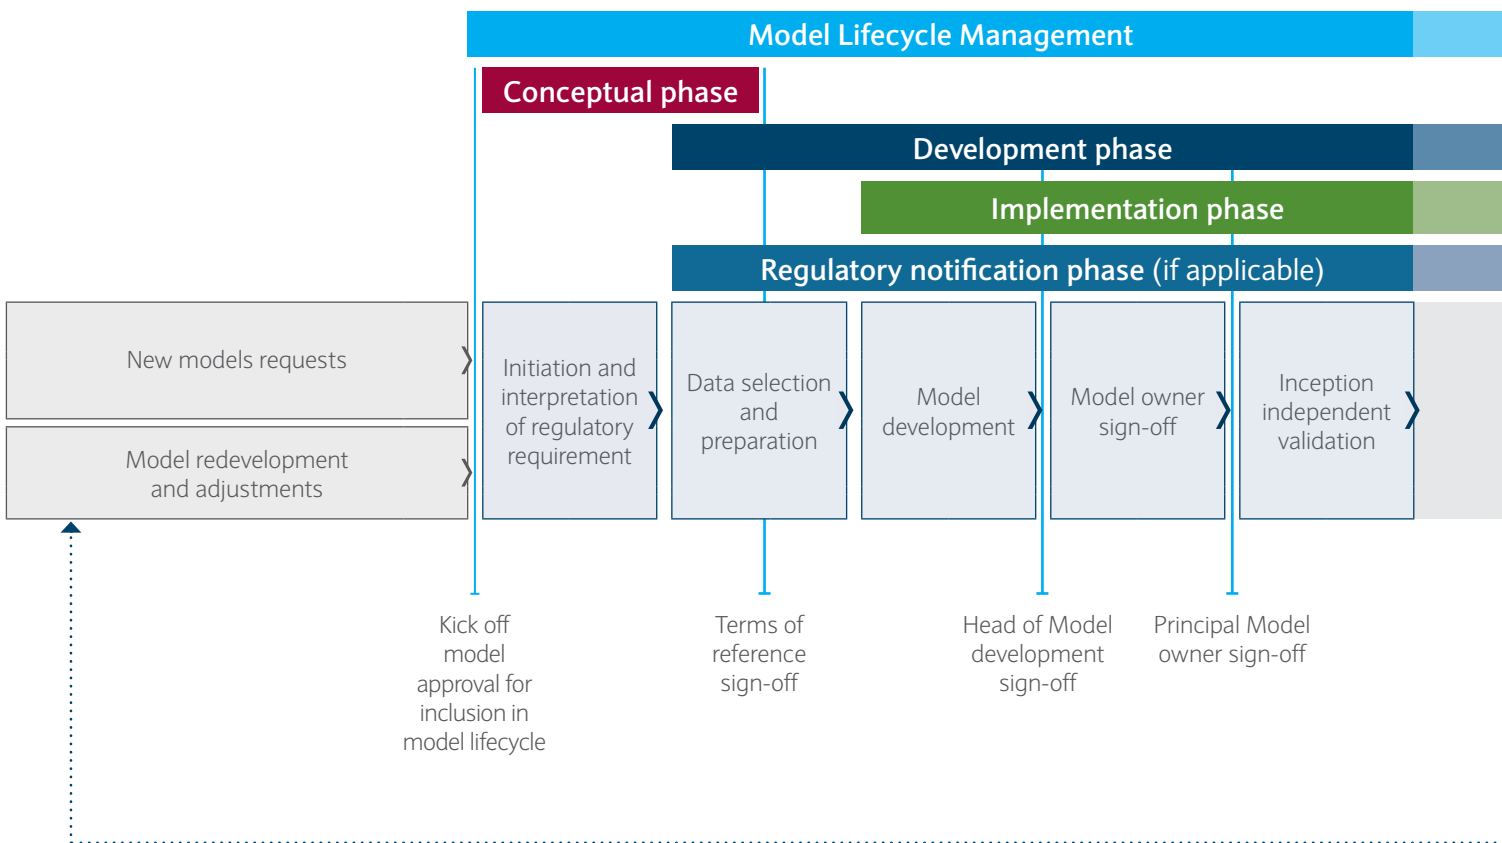 Model Lifecycle Management
Conceptual phase
Development phase
Implementation phase
Regulatory notification phase (if applicable)
New models requests
Model redevelopment
and adjustments
Initiation and
interpretation
of regulatory
requirement
Data selection
and
preparation
Model
development
Model owner
sign-off
Inception
independent
validation
Kick off
model
approval for
inclusion in
model lifecycle
Terms of
reference
sign-off
Head of Model
development
sign-off
Principal Model
owner sign-off